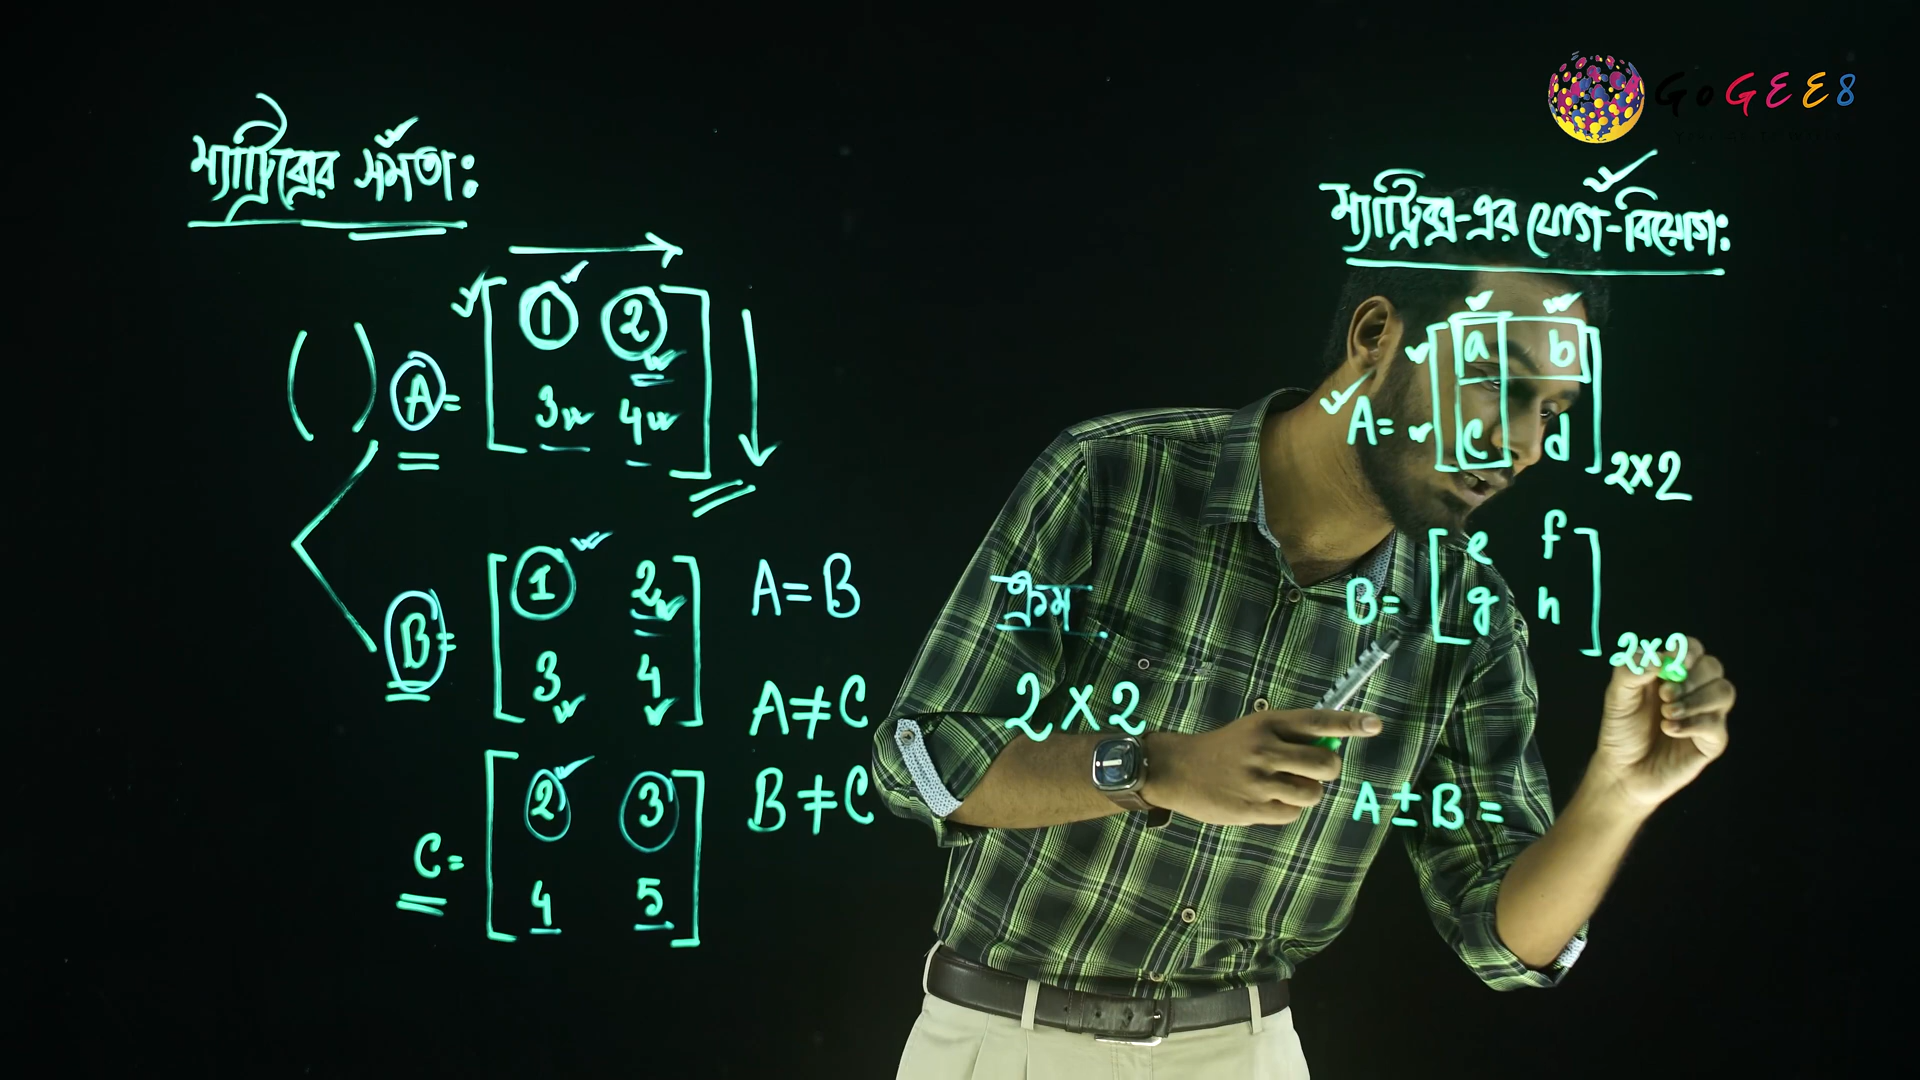 ম্যাট্রিক্সের সমতা:
A = [ 1 2
3 4 ]
B = [ 1 2
3 4 ]
C = [ 2 3
4 5 ]
A = B
A ≠ C
B ≠ C
ক্রম
2 × 2
GoGEE8
ম্যাট্রিক্স-এর যোগ-বিয়োগ:
A = [ a b
c d ] 2×2
B = [ e f
g h ] 2×2
A ± B =